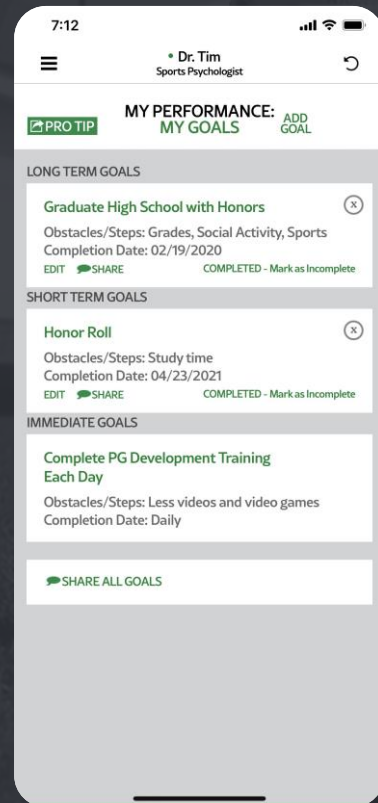 7:12
• Dr. Tim
Sports Psychologist
PRO TIP
MY PERFORMANCE:
MY GOALS
ADD
GOAL
LONG TERM GOALS
Graduate High School with Honors
x
Obstacles/Steps: Grades, Social Activity, Sports
Completion Date: 02/19/2020
EDIT SHARE COMPLETED - Mark as Incomplete
SHORT TERM GOALS
Honor Roll
x
Obstacles/Steps: Study time
Completion Date: 04/23/2021
EDIT SHARE COMPLETED - Mark as Incomplete
IMMEDIATE GOALS
Complete PG Development Training
Each Day
Obstacles/Steps: Less videos and video games
Completion Date: Daily
SHARE ALL GOALS